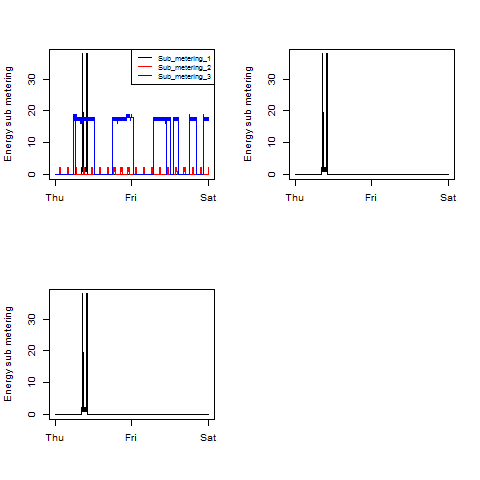 Sub_metering_1
Sub_metering_2
Sub_metering_3
Energy sub metering
30
20
10
0
Thu Fri Sat
Energy sub metering
30
20
10
0
Thu Fri Sat
Energy sub metering
30
20
10
0
Thu Fri Sat